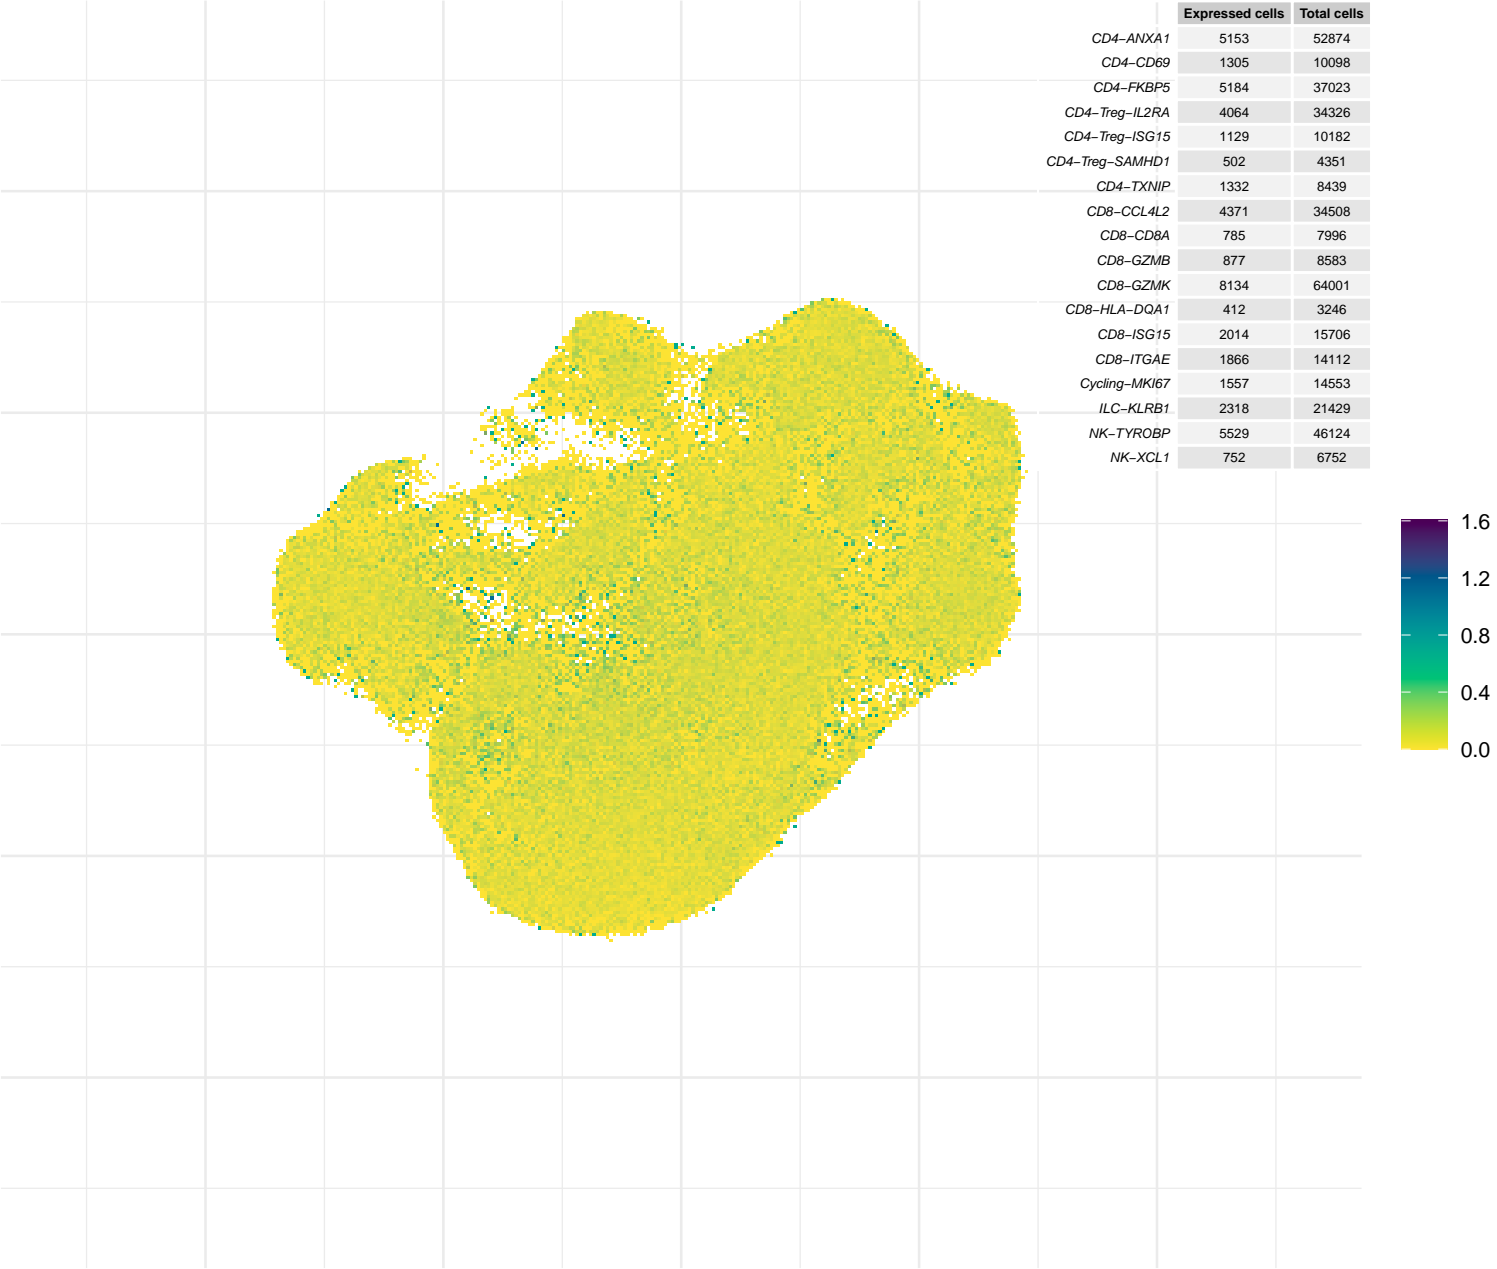 Expressed cells Total cells
CD4−ANXA1 5153 52874
CD4−CD69 1305 10098
CD4−FKBP5 5184 37023
CD4−Treg−IL2RA 4064 34326
CD4−Treg−ISG15 1129 10182
CD4−Treg−SAMHD1 502 4351
CD4−TXNIP 1332 8439
CD8−CCL4L2 4371 34508
CD8−CD8A 785 7996
CD8−GZMB 877 8583
CD8−GZMK 8134 64001
CD8−HLA−DQA1 412 3246
CD8−ISG15 2014 15706
CD8−ITGAE 1866 14112
Cycling−MKI67 1557 14553
ILC−KLRB1 2318 21429
NK−TYROBP 5529 46124
NK−XCL1 752 6752
1.6
1.2
0.8
0.4
0.0